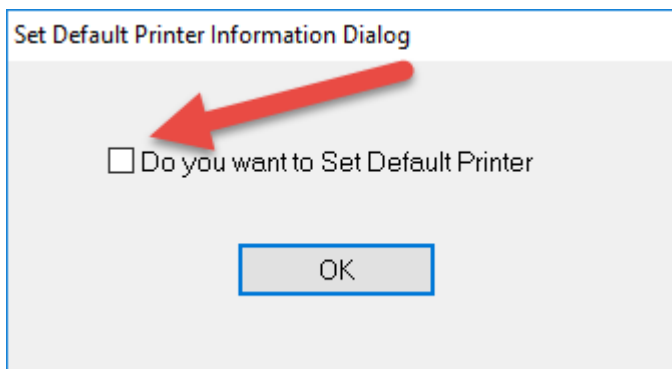 Set Default Printer Information Dialog
Do you want to Set Default Printer
OK